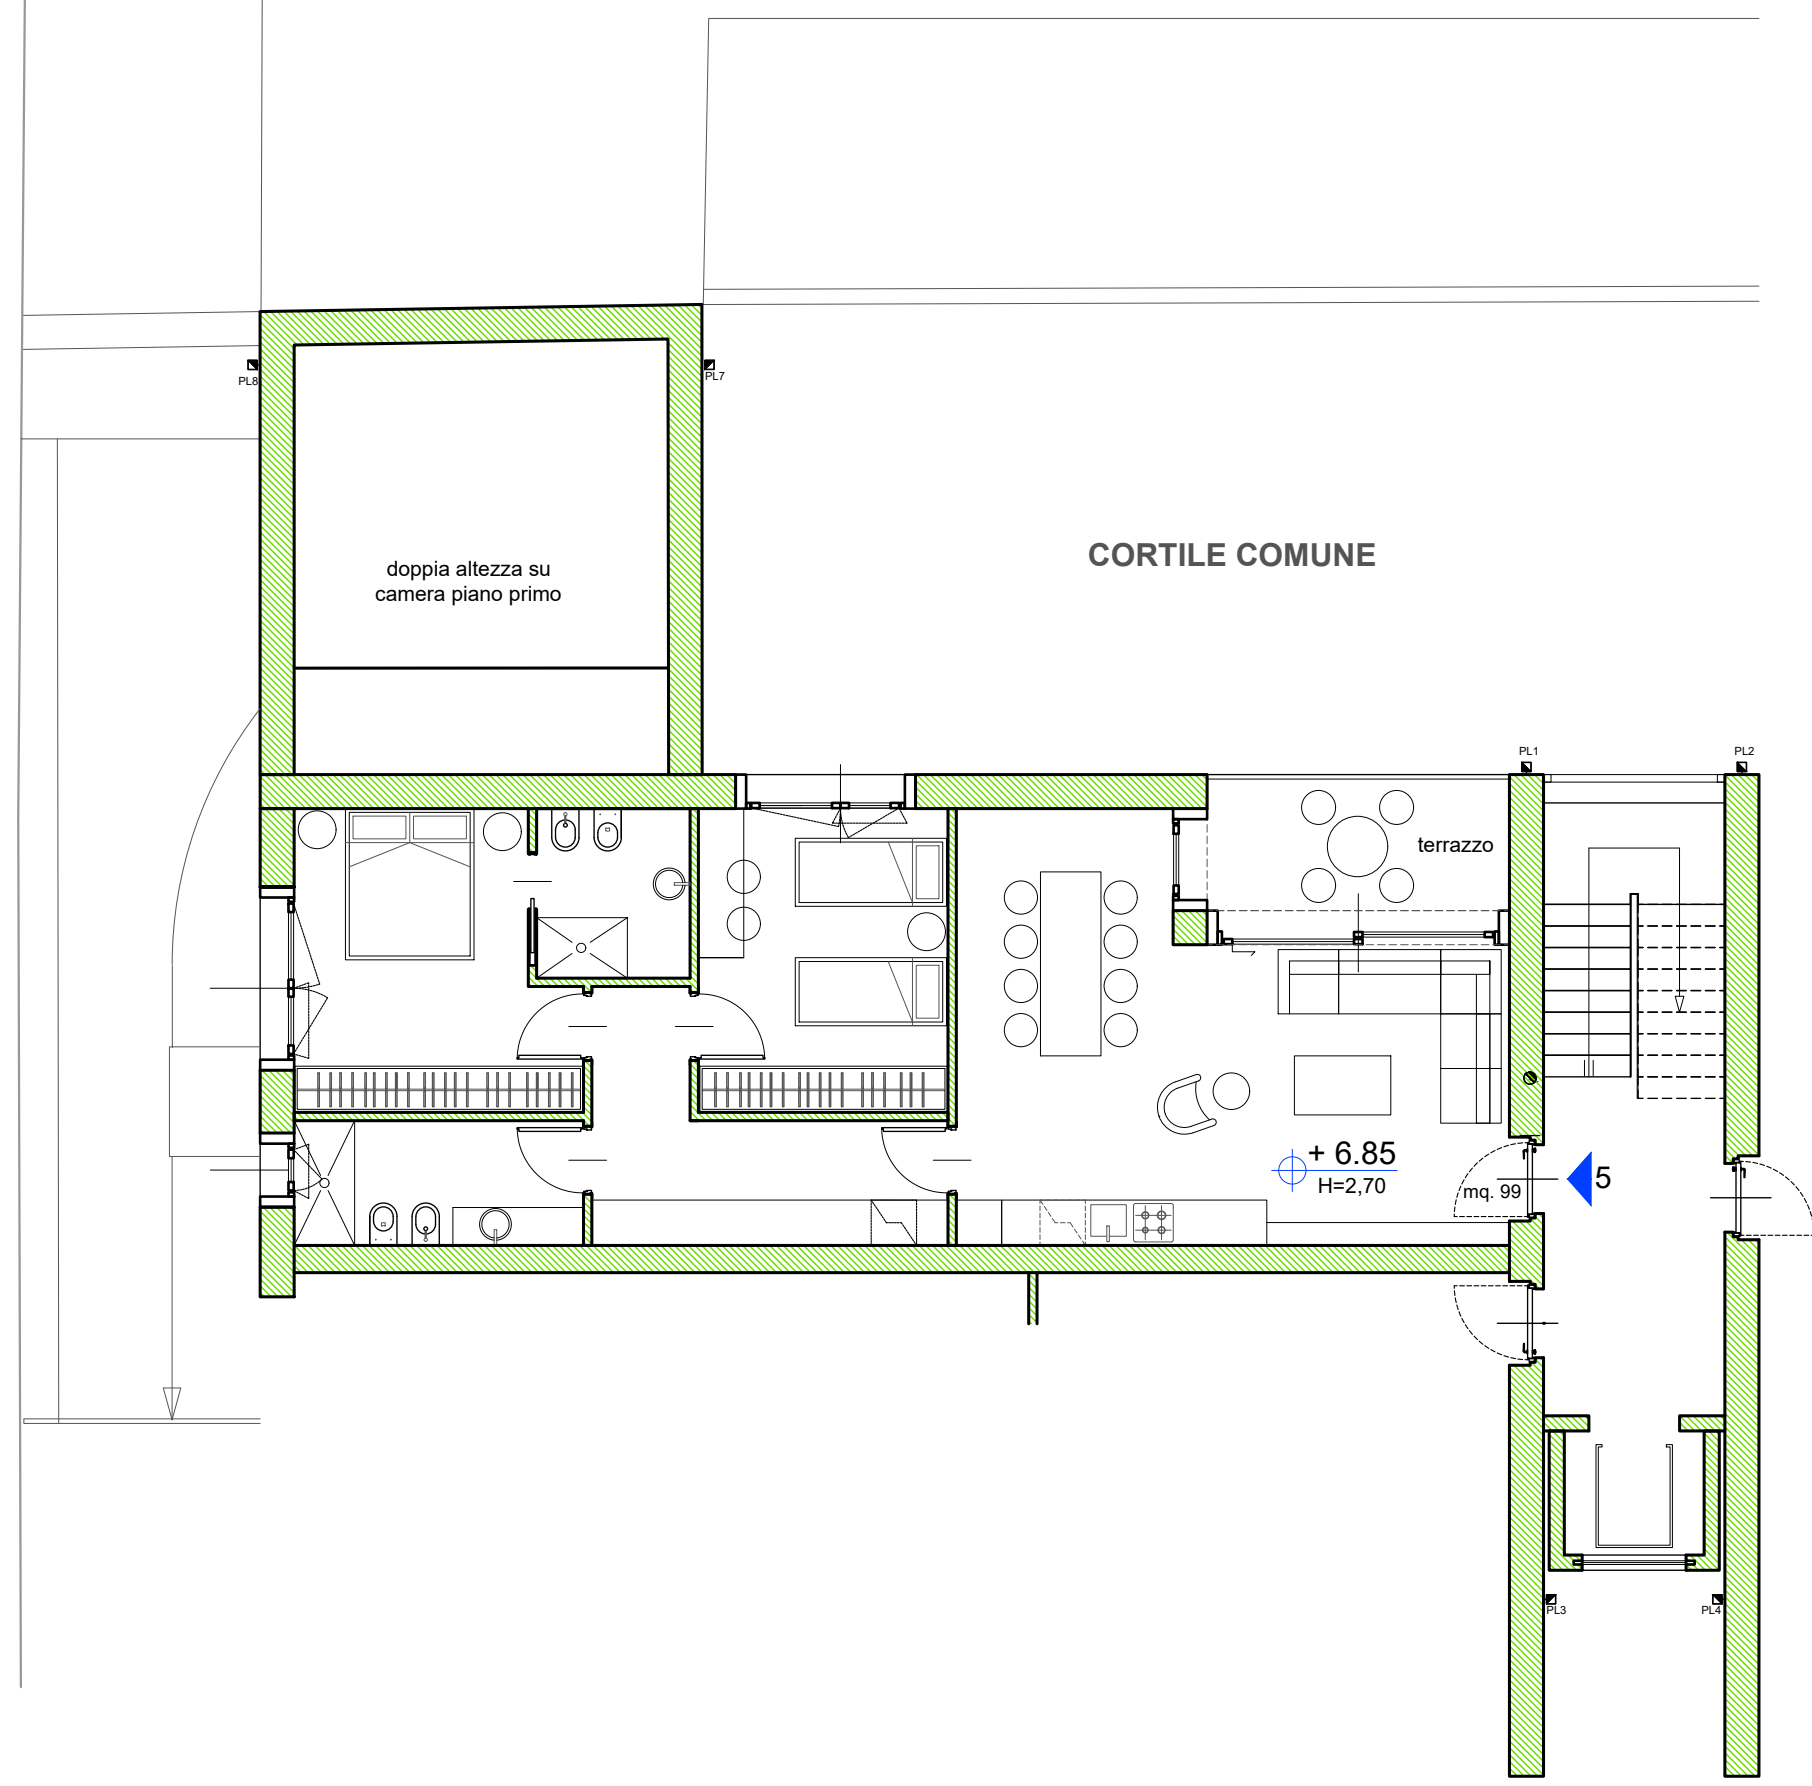 PL8
PL7
doppia altezza su
camera piano primo
CORTILE COMUNE
PL1
PL2
terrazzo
+ 6.85
H=2,70
mq. 99
5
PL3
PL4